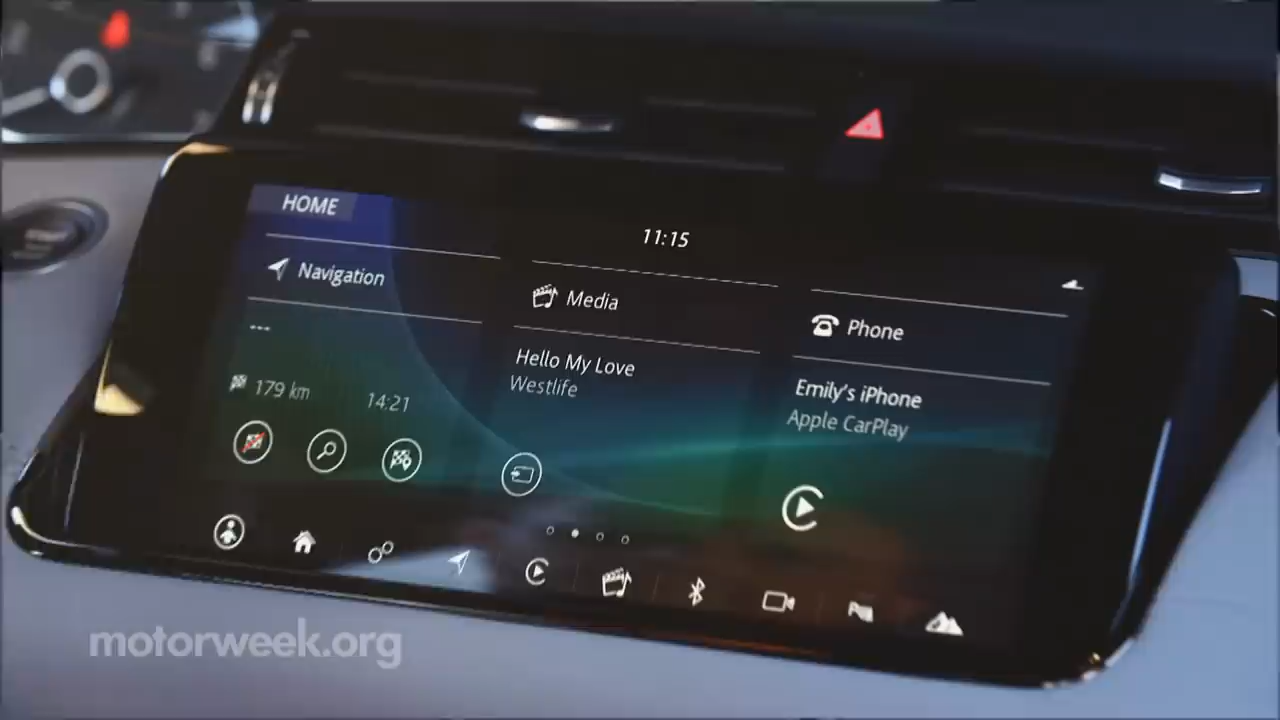 HOME
11:15
Navigation
Media
Phone
...
Hello My Love
Westlife
Emily's iPhone
Apple CarPlay
179 km
14:21
motorweek.org